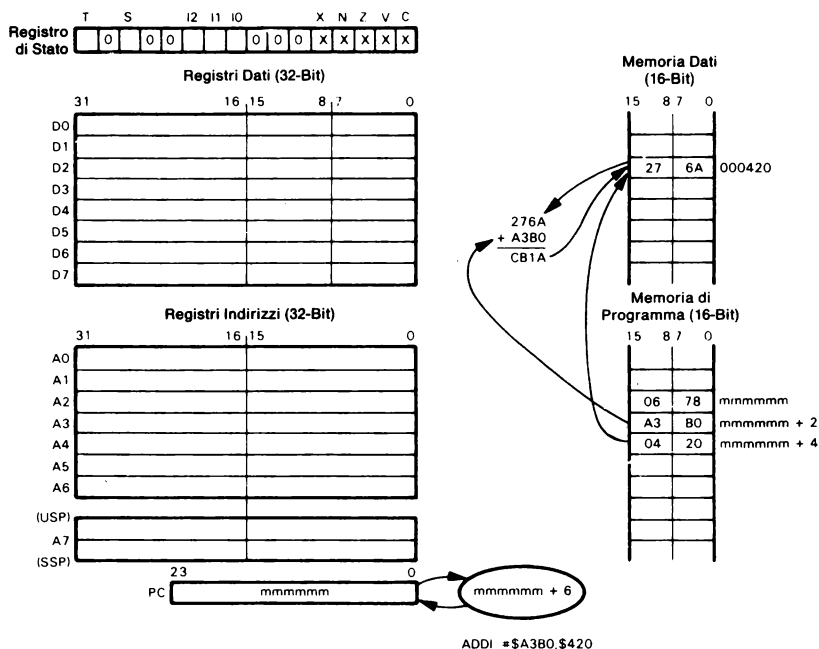 T S I2 I1 I0 X N Z V C
Registro di Stato
0 0 0 0 0 0 X X X X X
Registri Dati (32-Bit)
31 16 15 8 7 0
D0
D1
D2
D3
D4
D5
D6
D7
Registri Indirizzi (32-Bit)
31 16 15 0
A0
A1
A2
A3
A4
A5
A6
(USP)
A7
(SSP)
23 0
PC mmmmmm
mmmmmm + 6
Memoria Dati
(16-Bit)
15 8 7 0
27 6A 000420
276A
+ A3B0
CB1A
Memoria di
Programma (16-Bit)
15 8 7 0
06 78 mmmmmm
A3 B0 mmmmmm + 2
04 20 mmmmmm + 4
ADDI #$A3B0,$420